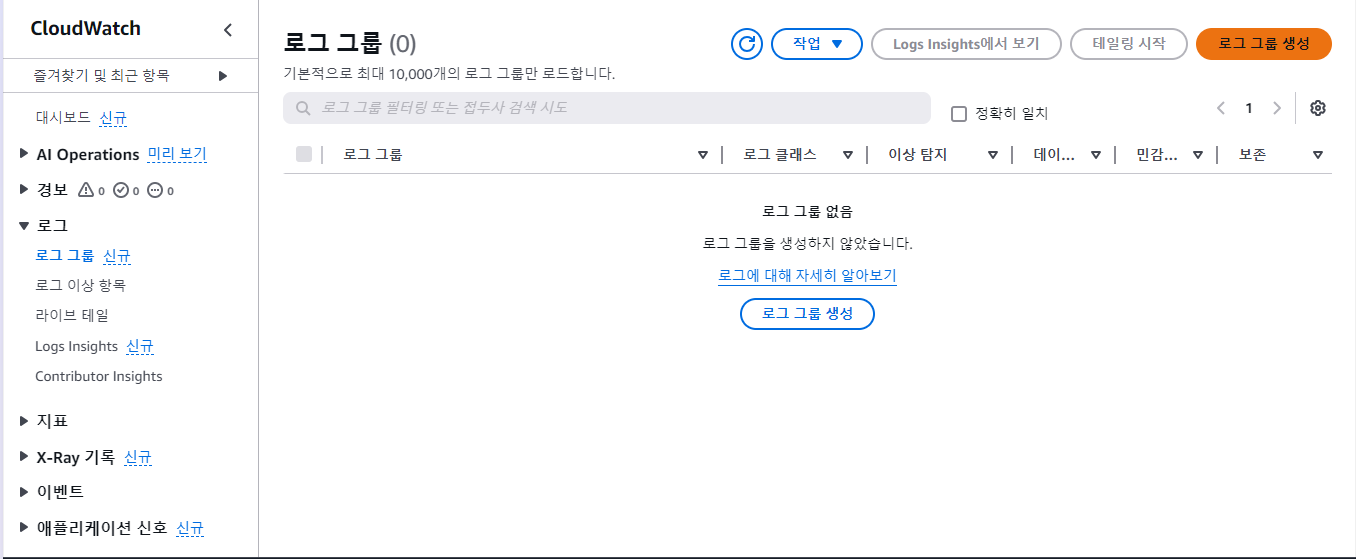 CloudWatch
즐겨찾기 및 최근 항목
대시보드 신규
AI Operations 미리 보기
경보 0 0 0
로그
로그 그룹 신규
로그 이상 항목
라이브 테일
Logs Insights 신규
Contributor Insights
지표
X-Ray 기록 신규
이벤트
애플리케이션 신호 신규
로그 그룹 (0)
작업
Logs Insights에서 보기
테일링 시작
로그 그룹 생성
기본적으로 최대 10,000개의 로그 그룹만 로드합니다.
로그 그룹 필터링 또는 접두사 검색 시도
정확히 일치
1
로그 그룹 로그 클래스 이상 탐지 데이... 민감... 보존
로그 그룹 없음
로그 그룹을 생성하지 않았습니다.
로그에 대해 자세히 알아보기
로그 그룹 생성